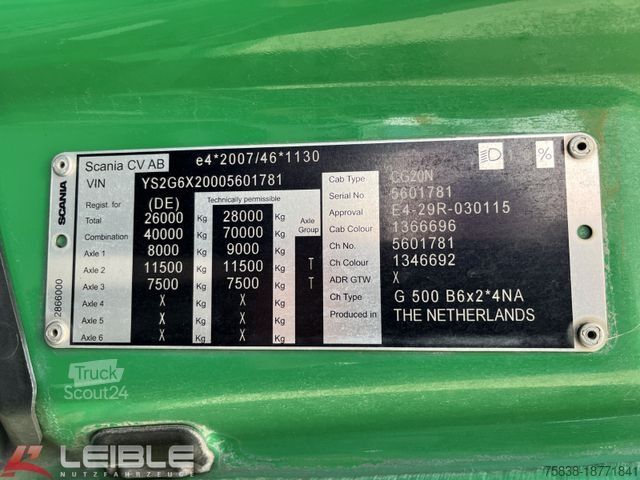 Scania CV AB e4*2007/46*1130
VIN YS2G6X20005601781
Regist. for (DE) Technically permissible Axle Group
Total 26000 Kg 28000 Kg
Combination 40000 Kg 70000 Kg
Axle 1 8000 Kg 9000 Kg
Axle 2 11500 Kg 11500 Kg T
Axle 3 7500 Kg 7500 Kg T
Axle 4 X Kg X Kg
Axle 5 X Kg X Kg
Axle 6 X Kg X Kg
SCANIA
2866000
%
Cab Type CG20N
Serial No. 5601781
Approval E4-29R-030115
Cab Colour 1366696
Ch No. 5601781
Ch Colour 1346692
ADR GTW X
Ch Type G 500 B6x2*4NA
Produced in THE NETHERLANDS
Truck
Scout24
LEIBLE
NUTZFAHRZEUGE
75838-18771841